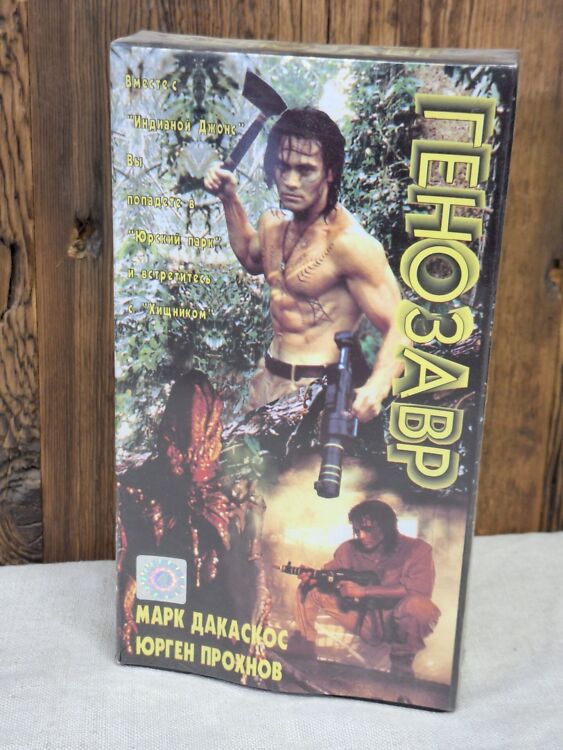 Вместе с
"Индианой Джонс"
Вы
попадете в
"Юрский парк"
и встретитесь
с "Хищником"
ГЕНОЗАВР
МАРК ДАКАСКОС
ЮРГЕН ПРОХНОВ